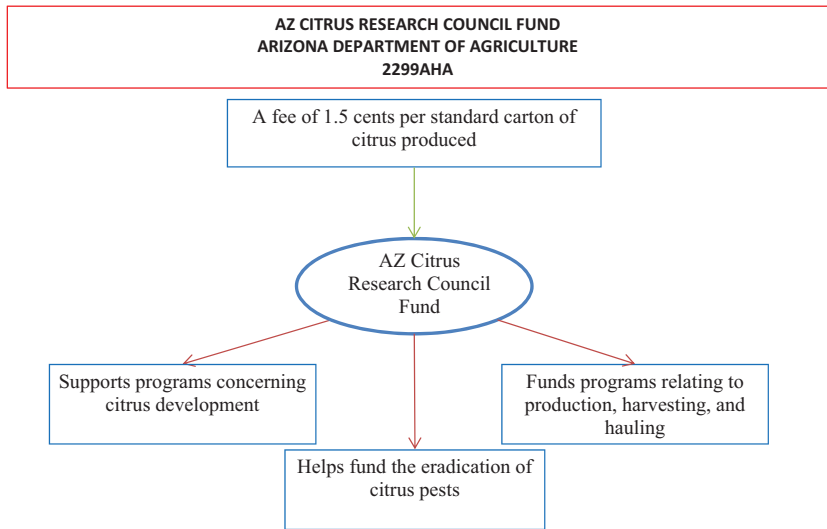 AZ CITRUS RESEARCH COUNCIL FUND
ARIZONA DEPARTMENT OF AGRICULTURE
2299AHA
A fee of 1.5 cents per standard carton of
citrus produced
AZ Citrus
Research Council
Fund
Supports programs concerning
citrus development
Funds programs relating to
production, harvesting, and
hauling
Helps fund the eradication of
citrus pests